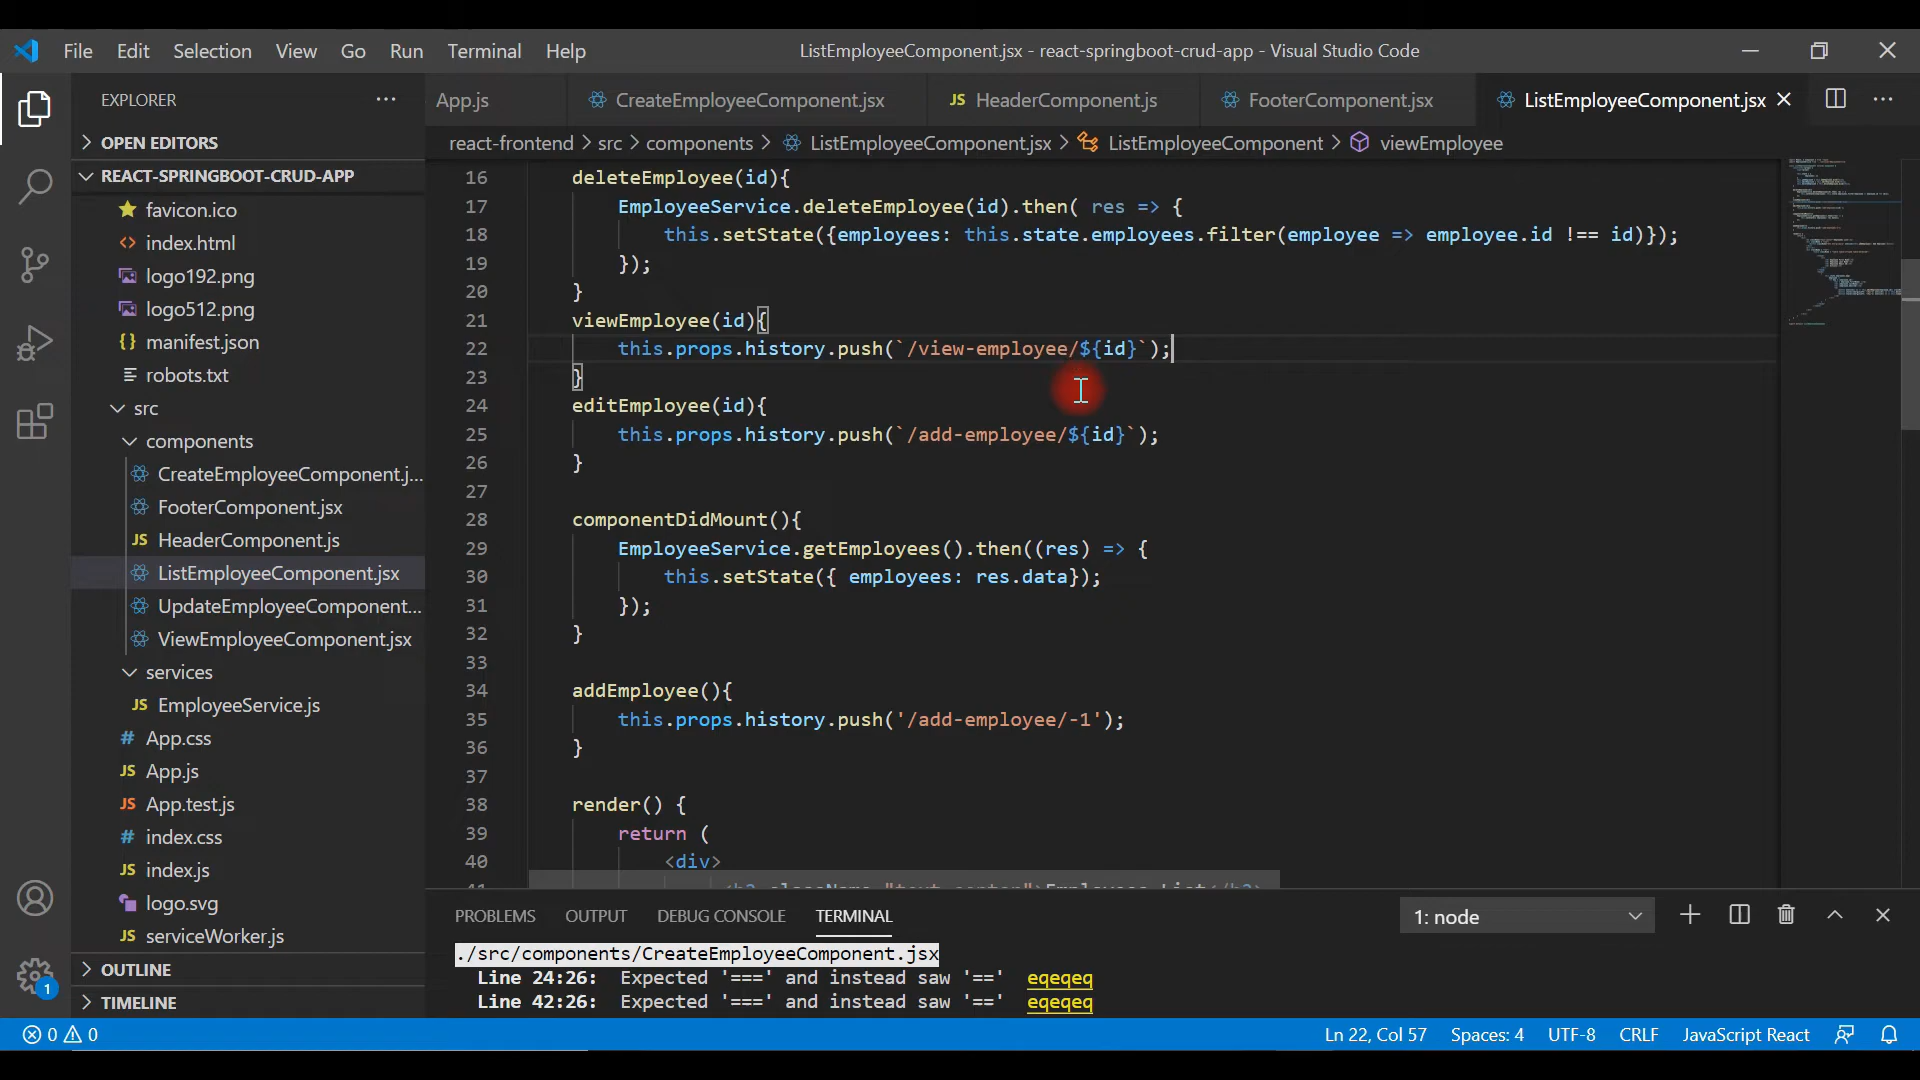 File Edit Selection View Go Run Terminal Help ListEmployeeComponent.jsx - react-springboot-crud-app - Visual Studio Code
EXPLORER
OPEN EDITORS
REACT-SPRINGBOOT-CRUD-APP
favicon.ico
index.html
logo192.png
logo512.png
manifest.json
robots.txt
src
components
CreateEmployeeComponent.j...
FooterComponent.jsx
HeaderComponent.js
ListEmployeeComponent.jsx
UpdateEmployeeComponent...
ViewEmployeeComponent.jsx
services
EmployeeService.js
App.css
App.js
App.test.js
index.css
index.js
logo.svg
serviceWorker.js
OUTLINE
TIMELINE
App.js CreateEmployeeComponent.jsx HeaderComponent.js FooterComponent.jsx ListEmployeeComponent.jsx
react-frontend > src > components > ListEmployeeComponent.jsx > ListEmployeeComponent > viewEmployee
16 deleteEmployee(id){
17 EmployeeService.deleteEmployee(id).then( res => {
18 this.setState({employees: this.state.employees.filter(employee => employee.id !== id)});
19 });
20 }
21 viewEmployee(id){
22 this.props.history.push(`/view-employee/${id}`);
23 }
24 editEmployee(id){
25 this.props.history.push(`/add-employee/${id}`);
26 }
27
28 componentDidMount(){
29 EmployeeService.getEmployees().then((res) => {
30 this.setState({ employees: res.data});
31 });
32 }
33
34 addEmployee(){
35 this.props.history.push('/add-employee/-1');
36 }
37
38 render() {
39 return (
40 <div>
PROBLEMS OUTPUT DEBUG CONSOLE TERMINAL 1: node
./src/components/CreateEmployeeComponent.jsx
Line 24:26: Expected '===' and instead saw '==' eqeqeq
Line 42:26: Expected '===' and instead saw '==' eqeqeq
1
0 0 Ln 22, Col 57 Spaces: 4 UTF-8 CRLF JavaScript React